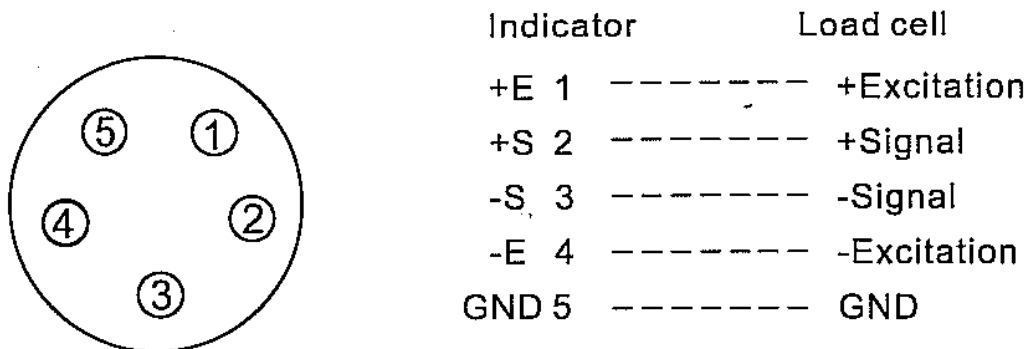 Indicator Load cell
+E 1 ------- +Excitation
+S 2 ------- +Signal
-S 3 ------- -Signal
-E 4 ------- -Excitation
GND 5 ------- GND
5 1
4 2
3